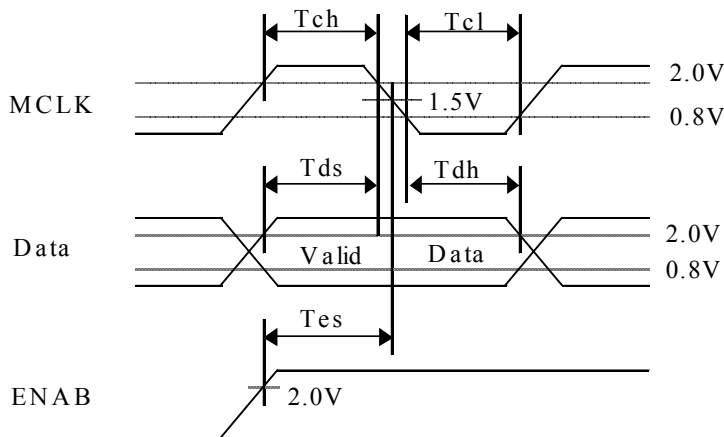 Tch Tcl
2.0V
MCLK 1.5V
0.8V
Tds Tdh
Data 2.0V
Valid Data
0.8V
Tes
ENAB 2.0V